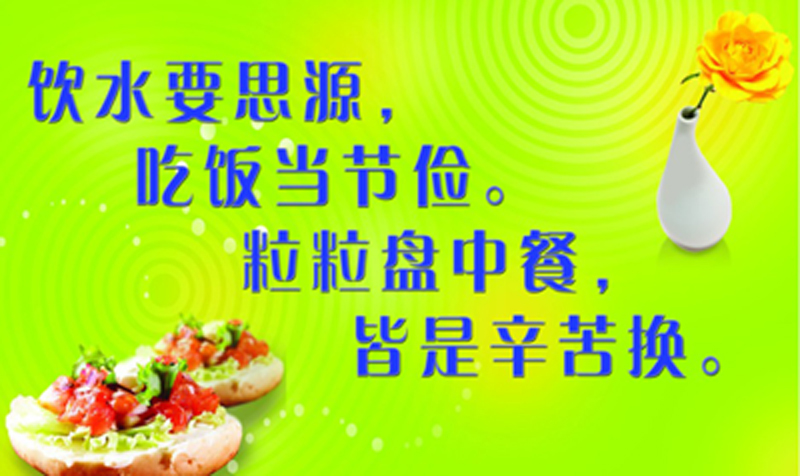 饮水要思源，
吃饭当节俭。
粒粒盘中餐，
皆是辛苦换。